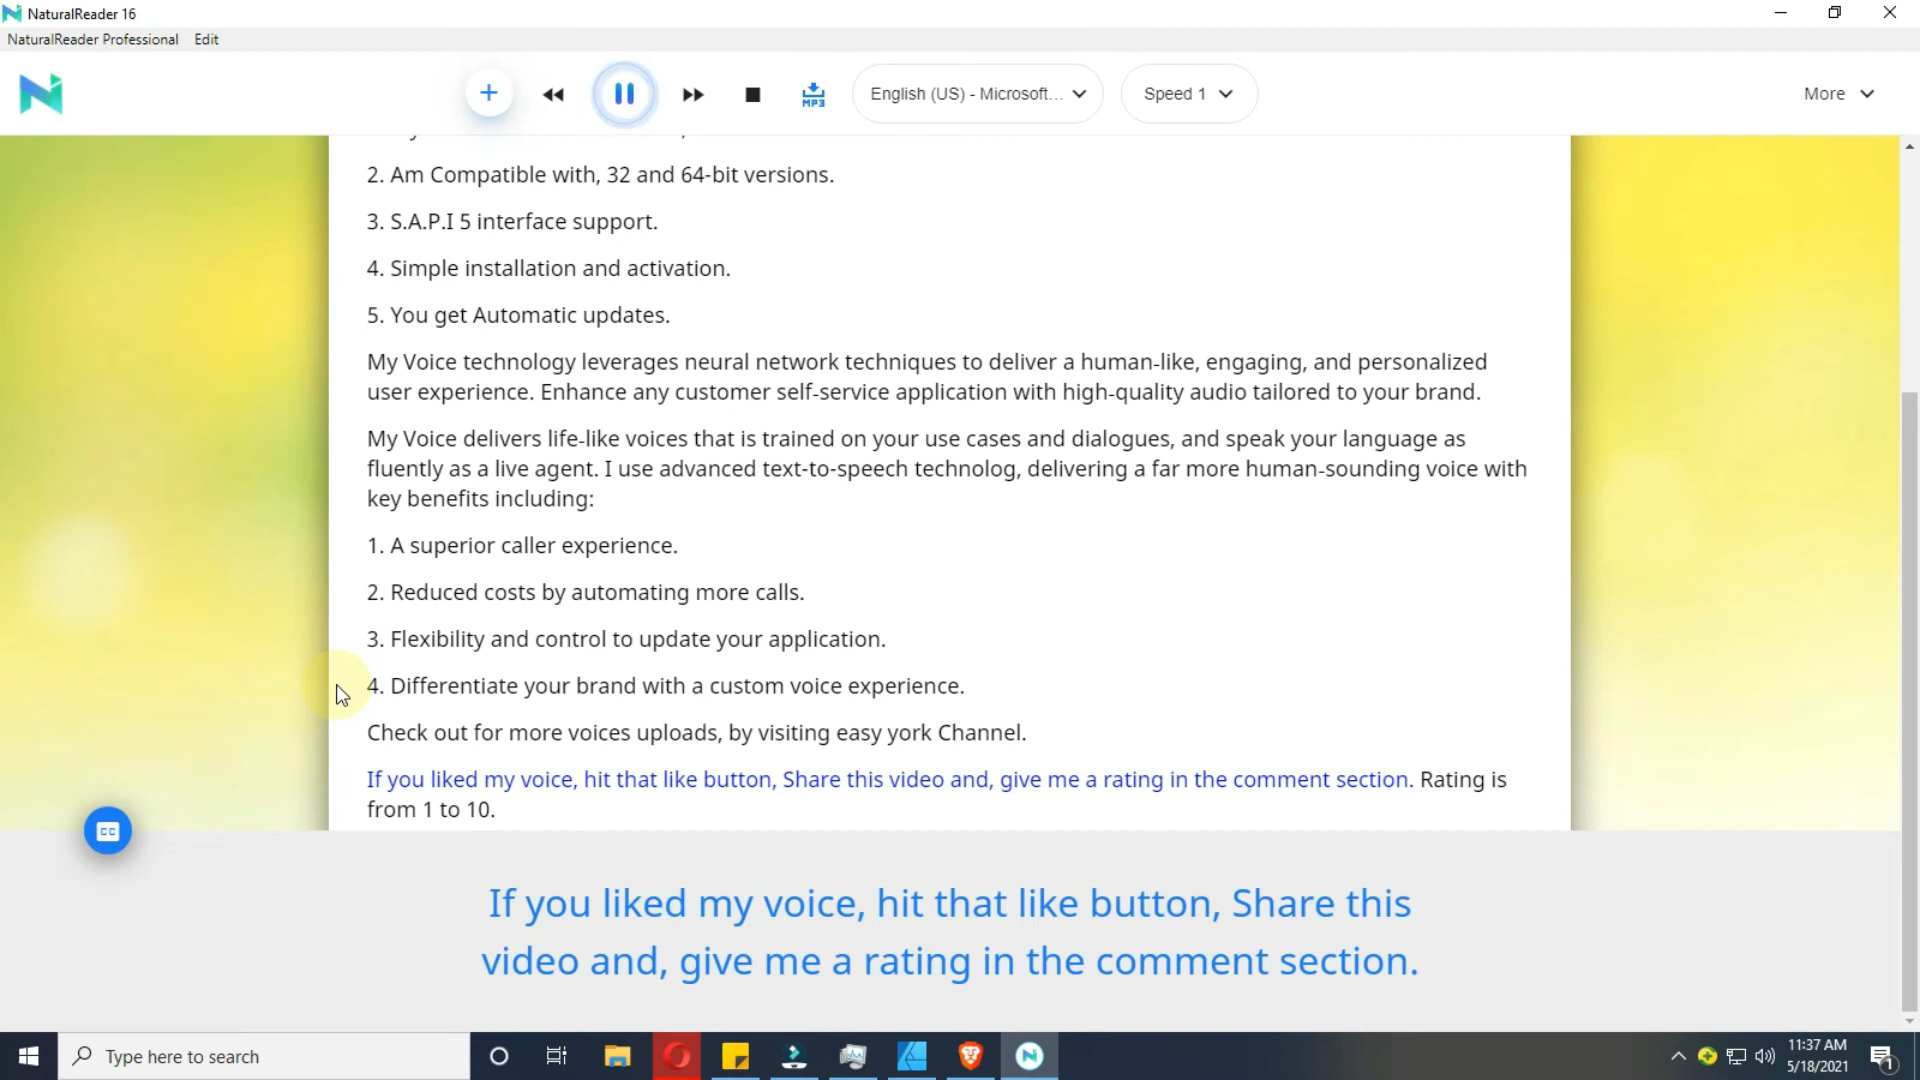 NaturalReader 16
NaturalReader Professional Edit
MP3
English (US) - Microsoft...
Speed 1
More
2. Am Compatible with, 32 and 64-bit versions.
3. S.A.P.I 5 interface support.
4. Simple installation and activation.
5. You get Automatic updates.
My Voice technology leverages neural network techniques to deliver a human-like, engaging, and personalized
user experience. Enhance any customer self-service application with high-quality audio tailored to your brand.
My Voice delivers life-like voices that is trained on your use cases and dialogues, and speak your language as
fluently as a live agent. I use advanced text-to-speech technolog, delivering a far more human-sounding voice with
key benefits including:
1. A superior caller experience.
2. Reduced costs by automating more calls.
3. Flexibility and control to update your application.
4. Differentiate your brand with a custom voice experience.
Check out for more voices uploads, by visiting easy york Channel.
If you liked my voice, hit that like button, Share this video and, give me a rating in the comment section. Rating is
from 1 to 10.
CC
If you liked my voice, hit that like button, Share this
video and, give me a rating in the comment section.
Type here to search
11:37 AM
5/18/2021
1